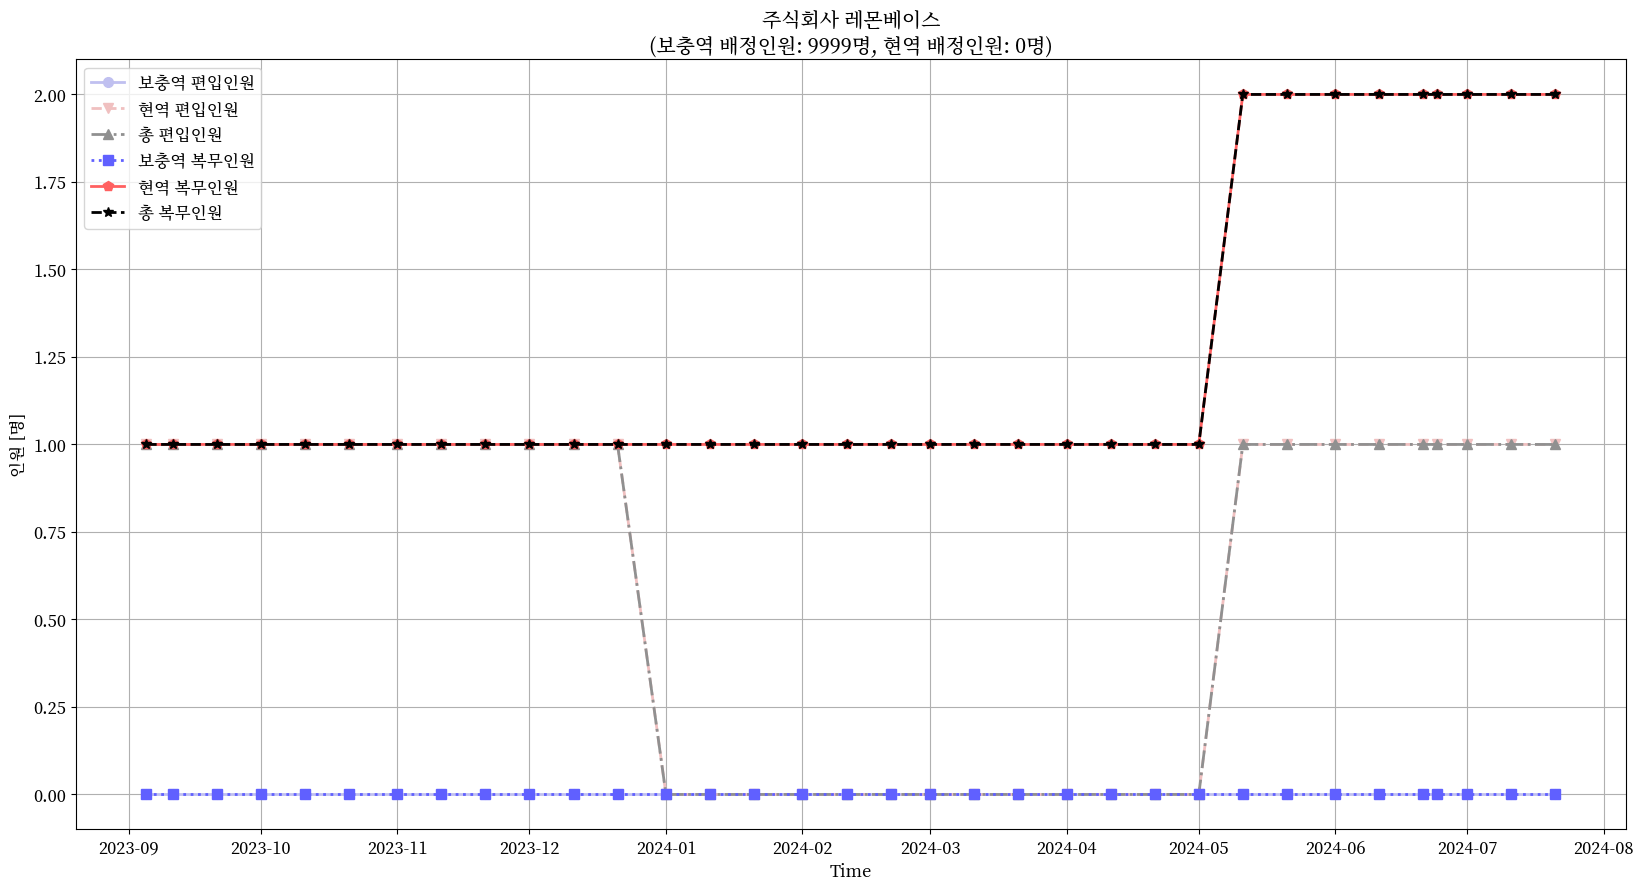 주식회사 레몬베이스
(보충역 배정인원: 9999명, 현역 배정인원: 0명)
보충역 편입인원
현역 편입인원
총 편입인원
보충역 복무인원
현역 복무인원
총 복무인원
2.00
1.75
1.50
1.25
1.00
0.75
0.50
0.25
0.00
인원 [명]
2023-09 2023-10 2023-11 2023-12 2024-01 2024-02 2024-03 2024-04 2024-05 2024-06 2024-07 2024-08
Time